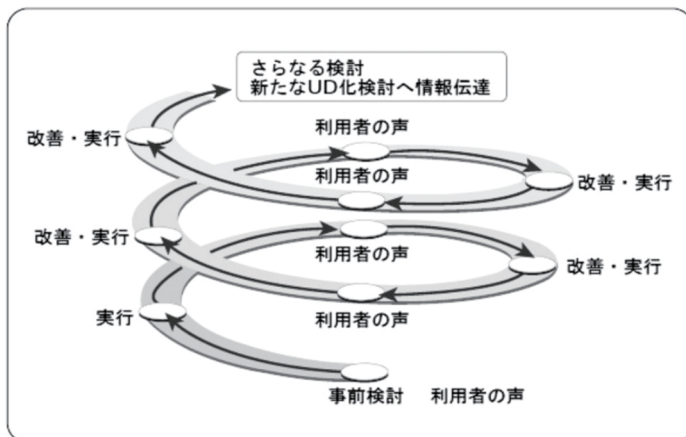 さらなる検討
新たなUD化検討へ情報伝達
利用者の声
改善・実行
利用者の声
改善・実行
改善・実行
利用者の声
改善・実行
実行
利用者の声
事前検討　利用者の声